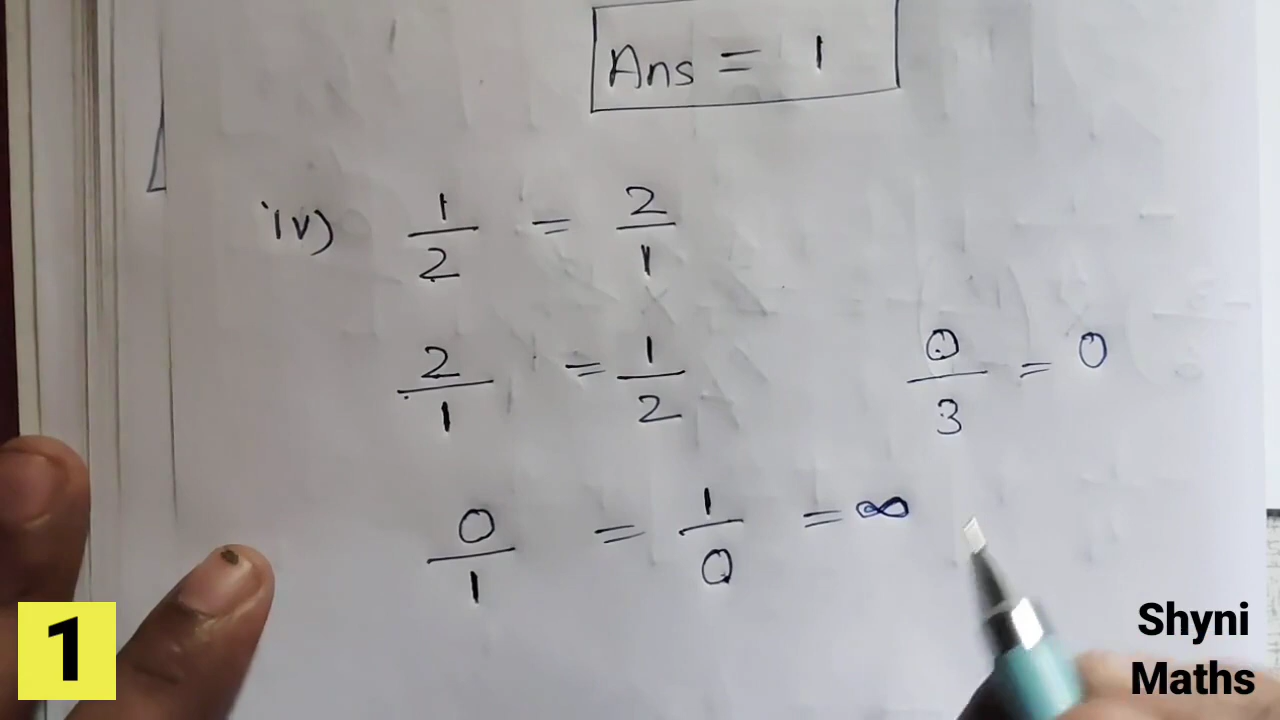 Ans = 1
iv) 1/2 = 2/1
2/1 = 1/2
0/3 = 0
0/1 = 1/0 = ∞
1
Shyni
Maths